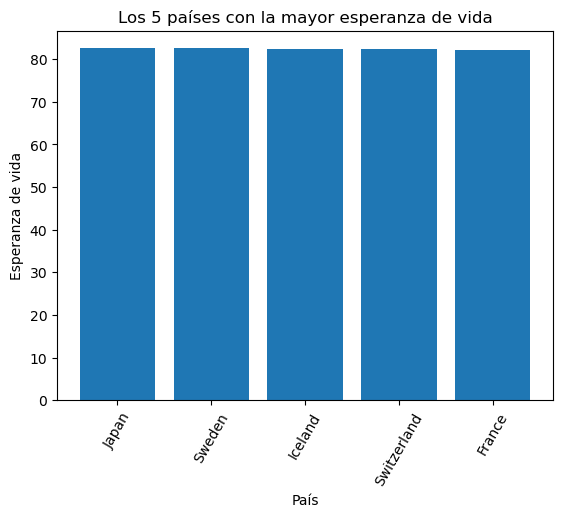 Los 5 países con la mayor esperanza de vida
Esperanza de vida
80
70
60
50
40
30
20
10
0
Japan
Sweden
Iceland
Switzerland
France
País